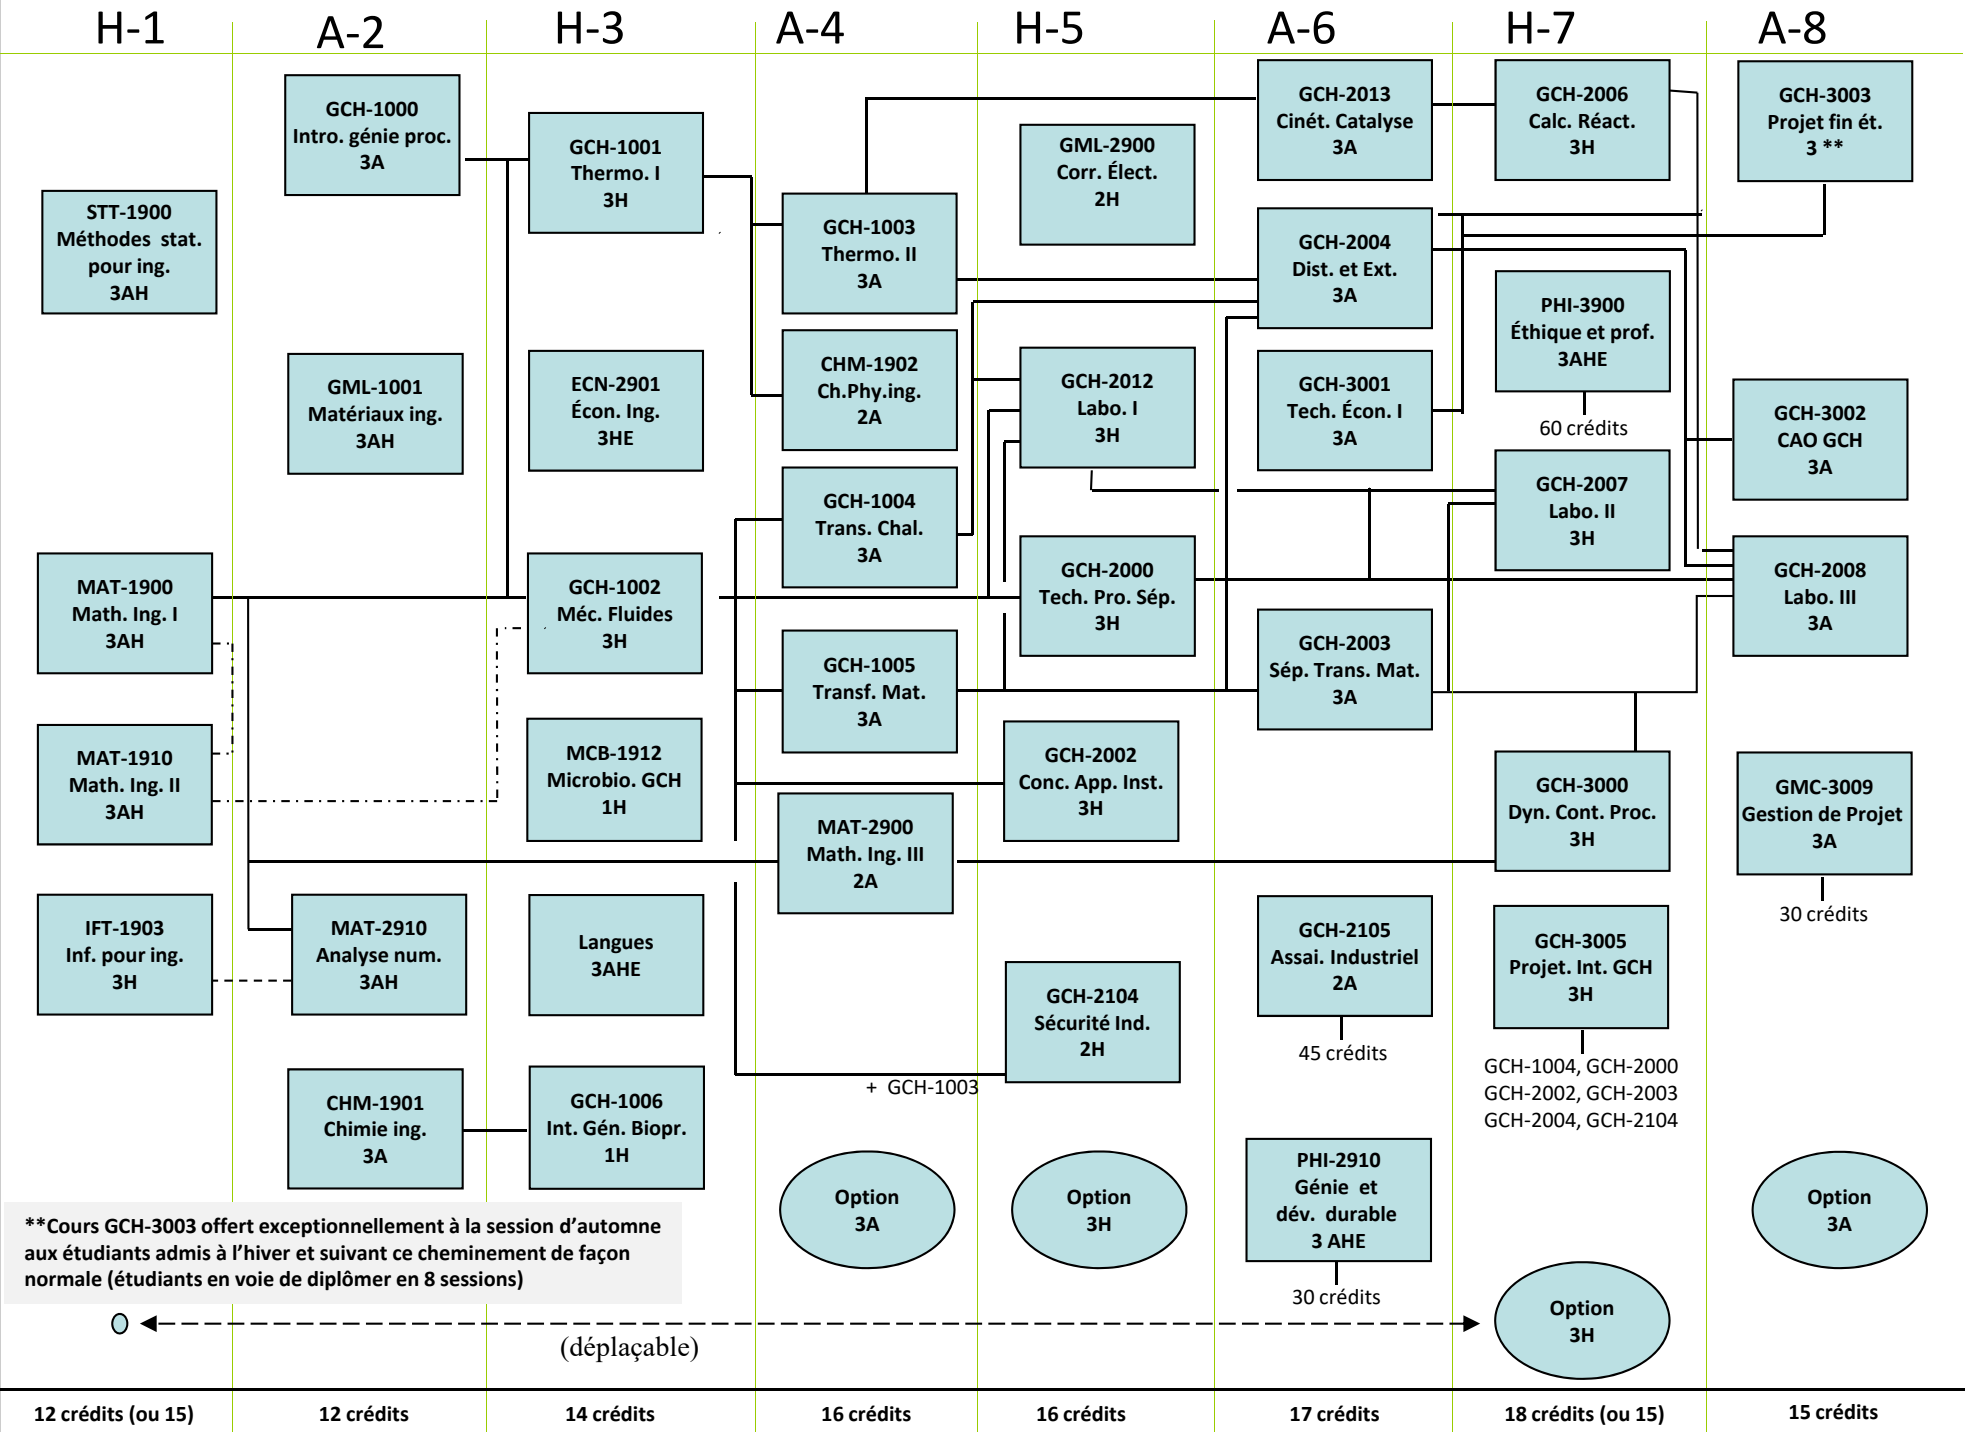 H-1
A-2
H-3
A-4
H-5
A-6
H-7
A-8
STT-1900
Méthodes stat.
pour ing.
3AH
MAT-1900
Math. Ing. I
3AH
MAT-1910
Math. Ing. II
3AH
IFT-1903
Inf. pour ing.
3H
GCH-1000
Intro. génie proc.
3A
GML-1001
Matériaux ing.
3AH
MAT-2910
Analyse num.
3AH
CHM-1901
Chimie ing.
3A
GCH-1001
Thermo. I
3H
ECN-2901
Écon. Ing.
3HE
GCH-1002
Méc. Fluides
3H
MCB-1912
Microbio. GCH
1H
Langues
3AHE
GCH-1006
Int. Gén. Biopr.
1H
GCH-1003
Thermo. II
3A
CHM-1902
Ch.Phy.ing.
2A
GCH-1004
Trans. Chal.
3A
GCH-1005
Transf. Mat.
3A
MAT-2900
Math. Ing. III
2A
+ GCH-1003
Option
3A
GML-2900
Corr. Élect.
2H
GCH-2012
Labo. I
3H
GCH-2000
Tech. Pro. Sép.
3H
GCH-2002
Conc. App. Inst.
3H
GCH-2104
Sécurité Ind.
2H
Option
3H
GCH-2013
Cinét. Catalyse
3A
GCH-2004
Dist. et Ext.
3A
GCH-3001
Tech. Écon. I
3A
GCH-2003
Sép. Trans. Mat.
3A
GCH-2105
Assai. Industriel
2A
45 crédits
PHI-2910
Génie et
dév. durable
3 AHE
30 crédits
GCH-2006
Calc. Réact.
3H
PHI-3900
Éthique et prof.
3AHE
60 crédits
GCH-2007
Labo. II
3H
GCH-3000
Dyn. Cont. Proc.
3H
GCH-3005
Projet. Int. GCH
3H
GCH-1004, GCH-2000
GCH-2002, GCH-2003
GCH-2004, GCH-2104
Option
3H
GCH-3003
Projet fin ét.
3 **
GCH-3002
CAO GCH
3A
GCH-2008
Labo. III
3A
GMC-3009
Gestion de Projet
3A
30 crédits
Option
3A
**Cours GCH-3003 offert exceptionnellement à la session d'automne
aux étudiants admis à l'hiver et suivant ce cheminement de façon
normale (étudiants en voie de diplômer en 8 sessions)
(déplaçable)
12 crédits (ou 15)
12 crédits
14 crédits
16 crédits
16 crédits
17 crédits
18 crédits (ou 15)
15 crédits